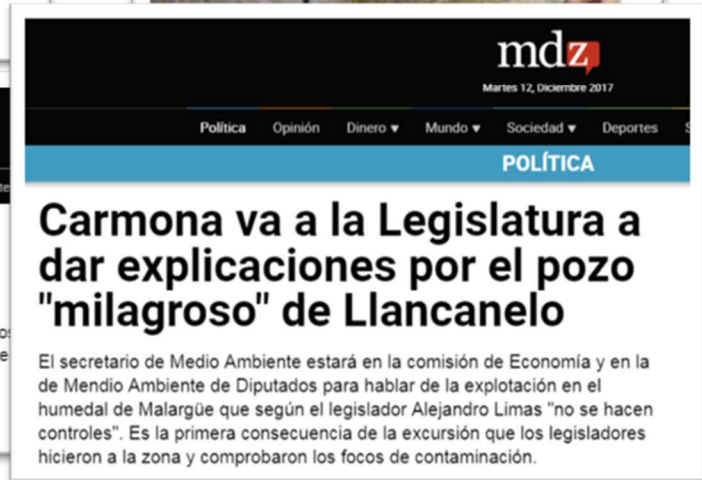 mdz
Martes 12, Diciembre 2017
Política Opinión Dinero Mundo Sociedad Deportes
POLÍTICA
Carmona va a la Legislatura a
dar explicaciones por el pozo
"milagroso" de Llancanelo
El secretario de Medio Ambiente estará en la comisión de Economía y en la
de Mendio Ambiente de Diputados para hablar de la explotación en el
humedal de Malargüe que según el legislador Alejandro Limas "no se hacen
controles". Es la primera consecuencia de la excursión que los legisladores
hicieron a la zona y comprobaron los focos de contaminación.